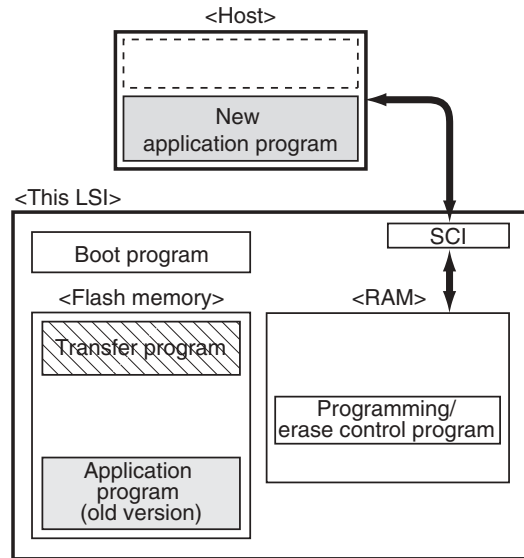 <Host>
New
application program
<This LSI>
SCI
Boot program
<Flash memory>
<RAM>
Transfer program
Programming/
erase control program
Application
program
(old version)